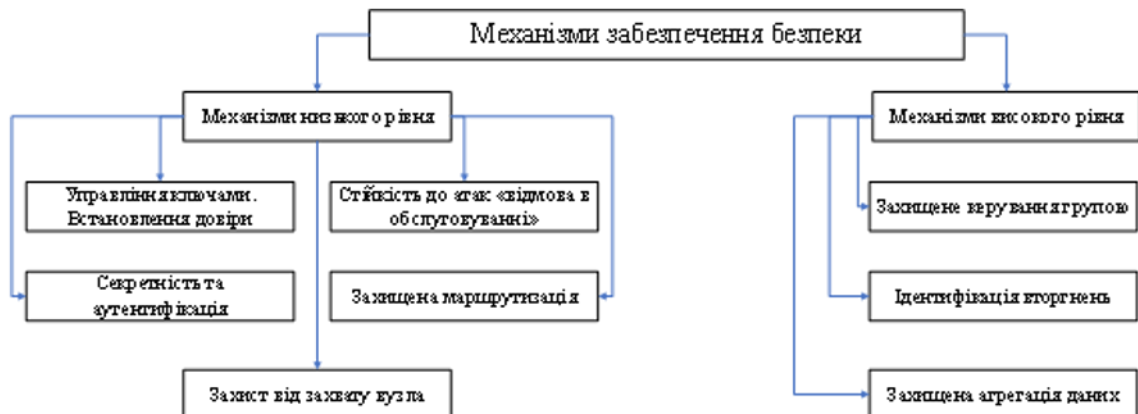 Механізми забезпечення безпеки
Механізми низького рівня
Механізми високого рівня
Управління ключами.
Встановлення довіри
Стійкість до атак «відмова в
обслуговуванні»
Захищене керування групою
Секретність та
аутентифікація
Захищена маршрутизація
Ідентифікація вторгнень
Захист від захвату вузла
Захищена агрегація даних